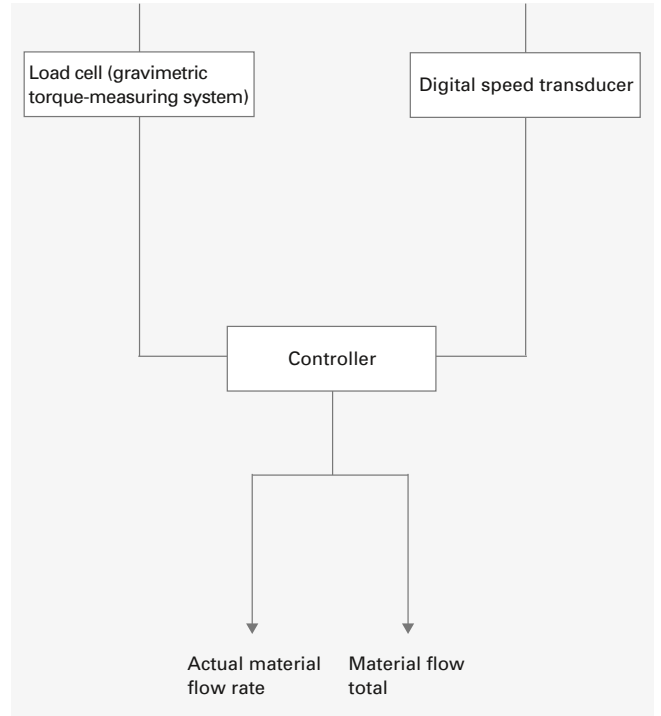 Load cell (gravimetric
torque-measuring system)
Digital speed transducer
Controller
Actual material
flow rate
Material flow
total